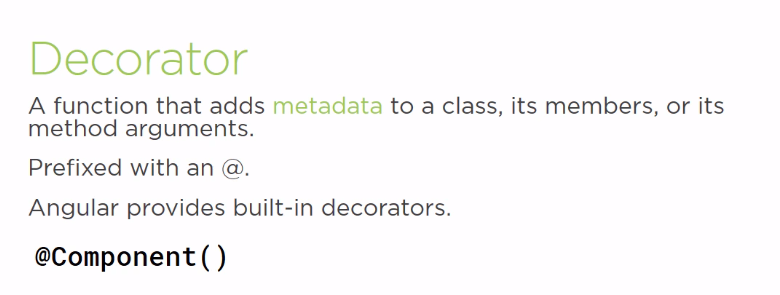 Decorator
A function that adds metadata to a class, its members, or its
method arguments.
Prefixed with an @.
Angular provides built-in decorators.
@Component()